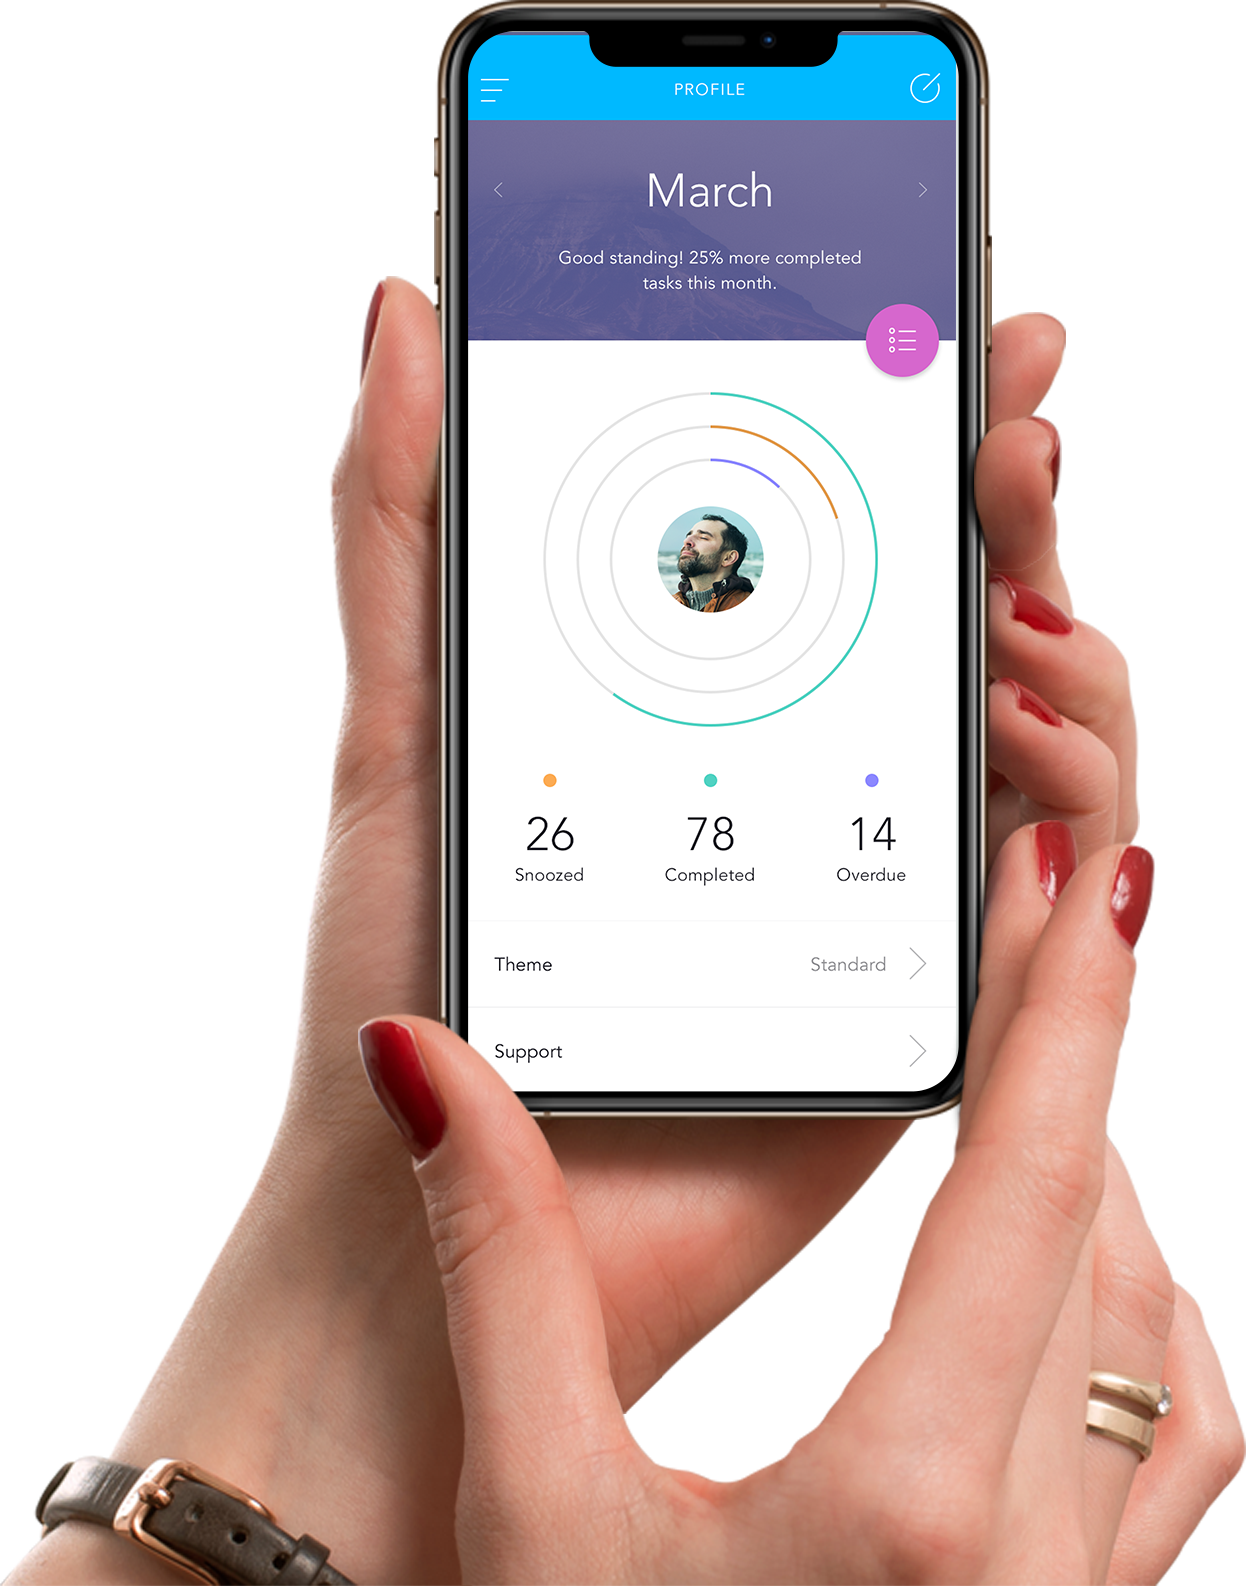 PROFILE
March
Good standing! 25% more completed
tasks this month.
26
Snoozed
78
Completed
14
Overdue
Theme
Standard
Support